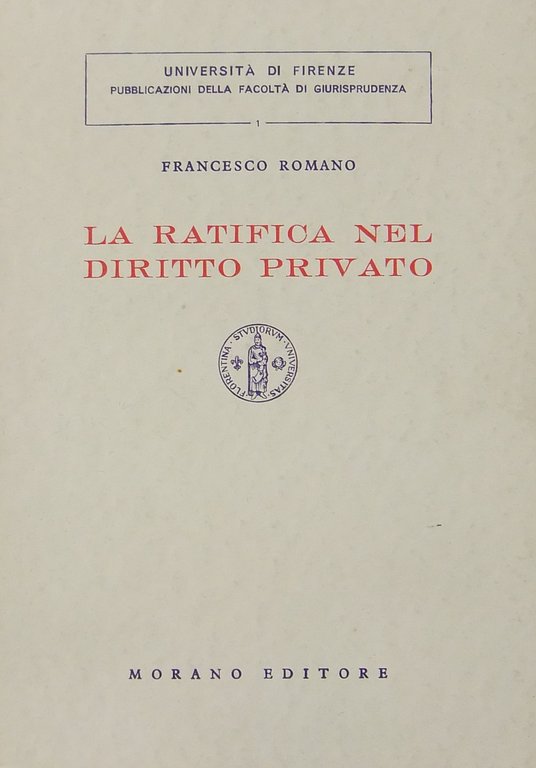 UNIVERSITÀ DI FIRENZE
PUBBLICAZIONI DELLA FACOLTÀ DI GIURISPRUDENZA
1
FRANCESCO ROMANO
LA RATIFICA NEL
DIRITTO PRIVATO
FLORENTINA · STVDIORVM · VNIVERSITAS ·
MORANO EDITORE